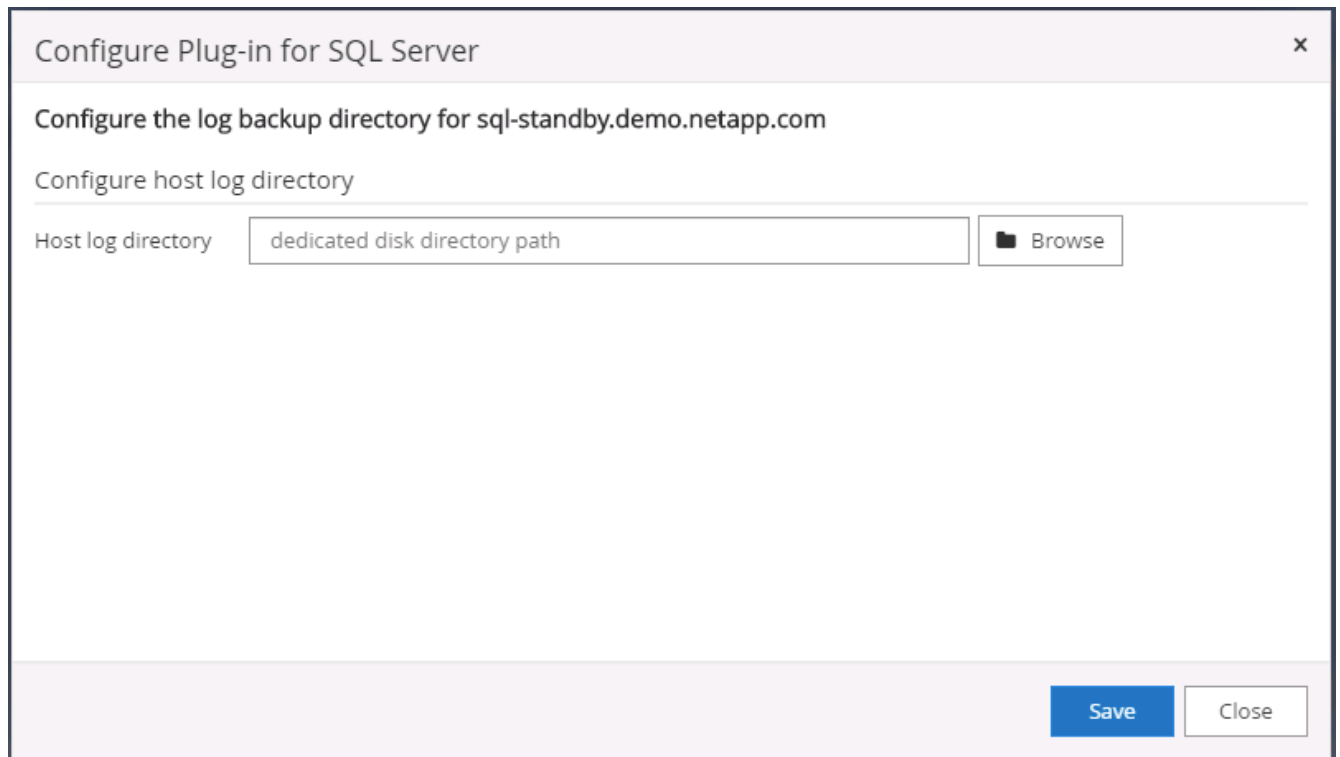 Configure Plug-in for SQL Server
×
Configure the log backup directory for sql-standby.demo.netapp.com
Configure host log directory
Host log directory dedicated disk directory path Browse
Save Close